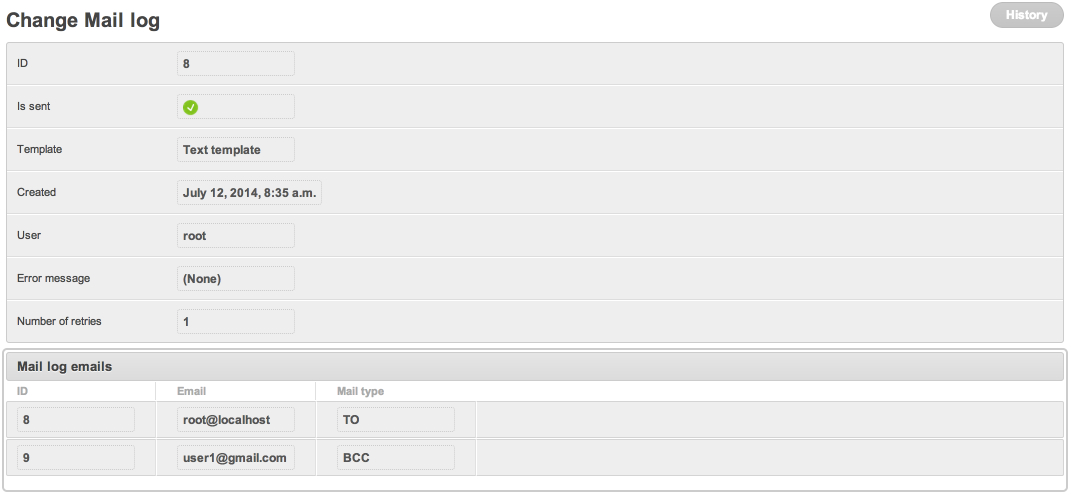 Change Mail log
History
ID 8
Is sent
Template Text template
Created July 12, 2014, 8:35 a.m.
User root
Error message (None)
Number of retries 1
Mail log emails
ID Email Mail type
8 root@localhost TO
9 user1@gmail.com BCC